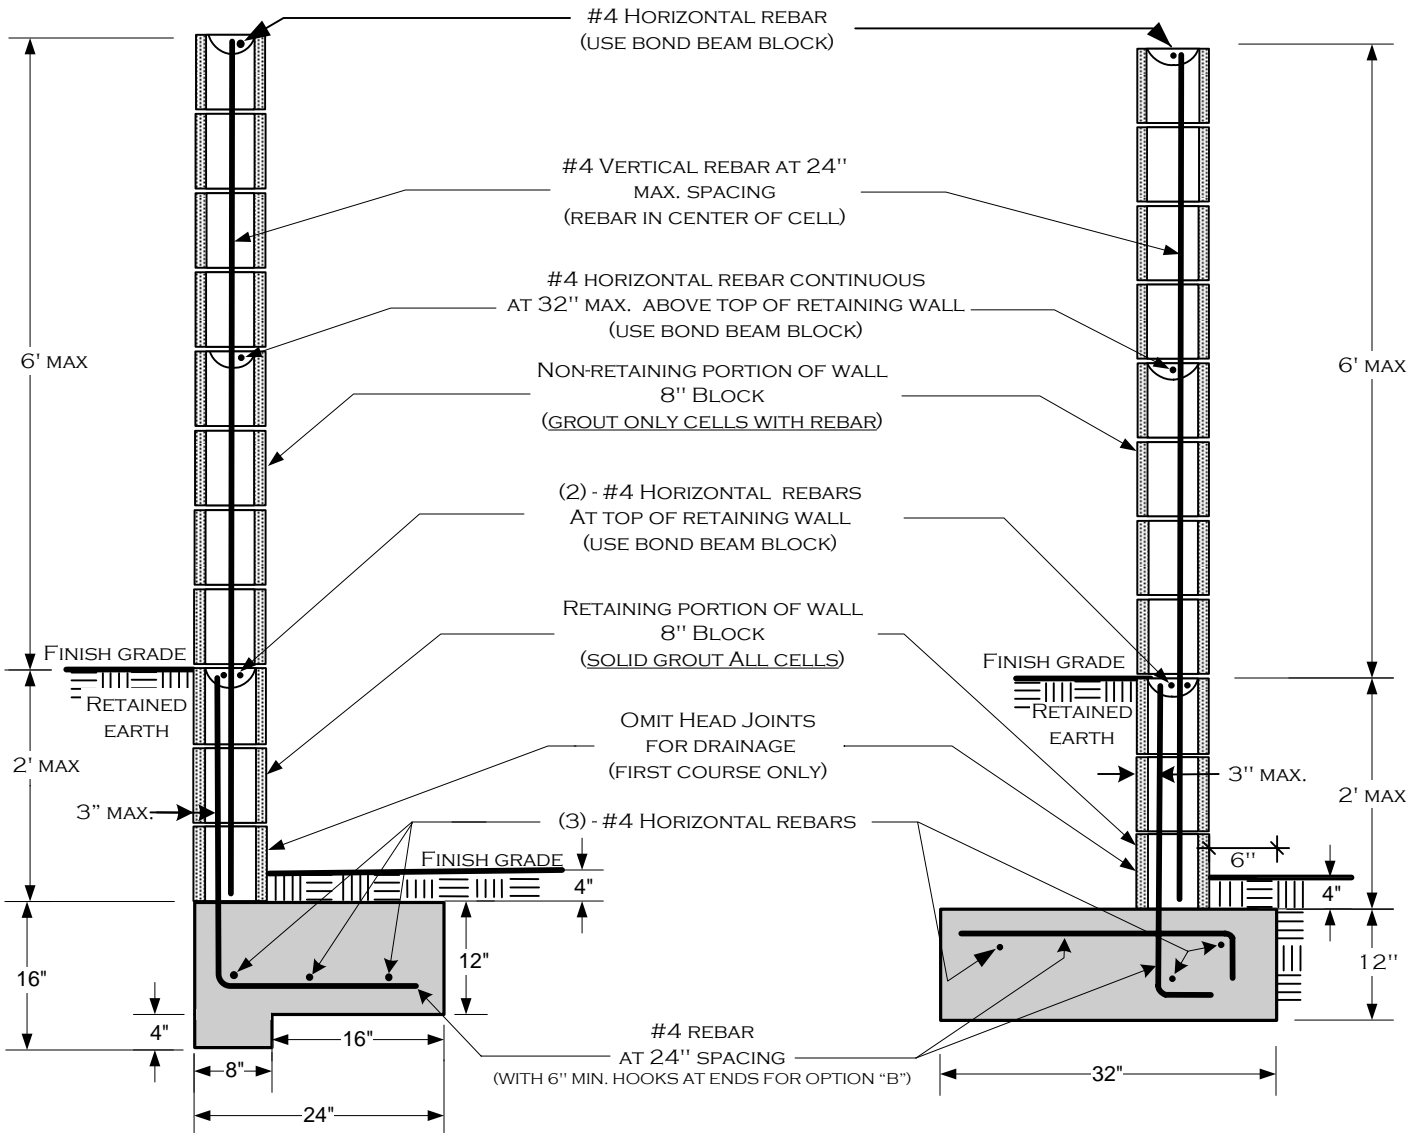 #4 Horizontal rebar
(use bond beam block)
#4 Vertical rebar at 24"
max. spacing
(rebar in center of cell)
#4 horizontal rebar continuous
at 32" max. above top of retaining wall
(use bond beam block)
6' max
6' max
Non-retaining portion of wall
8" Block
(grout only cells with rebar)
(2) - #4 Horizontal rebars
At top of retaining wall
(use bond beam block)
Retaining portion of wall
8" Block
(solid grout All cells)
Finish grade
Retained
earth
Finish grade
Retained
earth
Omit Head Joints
for drainage
(first course only)
2' max
3" max.
3" max.
2' max
(3) - #4 Horizontal rebars
Finish grade
4"
6"
4"
16"
12"
12"
4"
16"
#4 rebar
at 24" spacing
(with 6" min. hooks at ends for option “B”)
8"
32"
24"